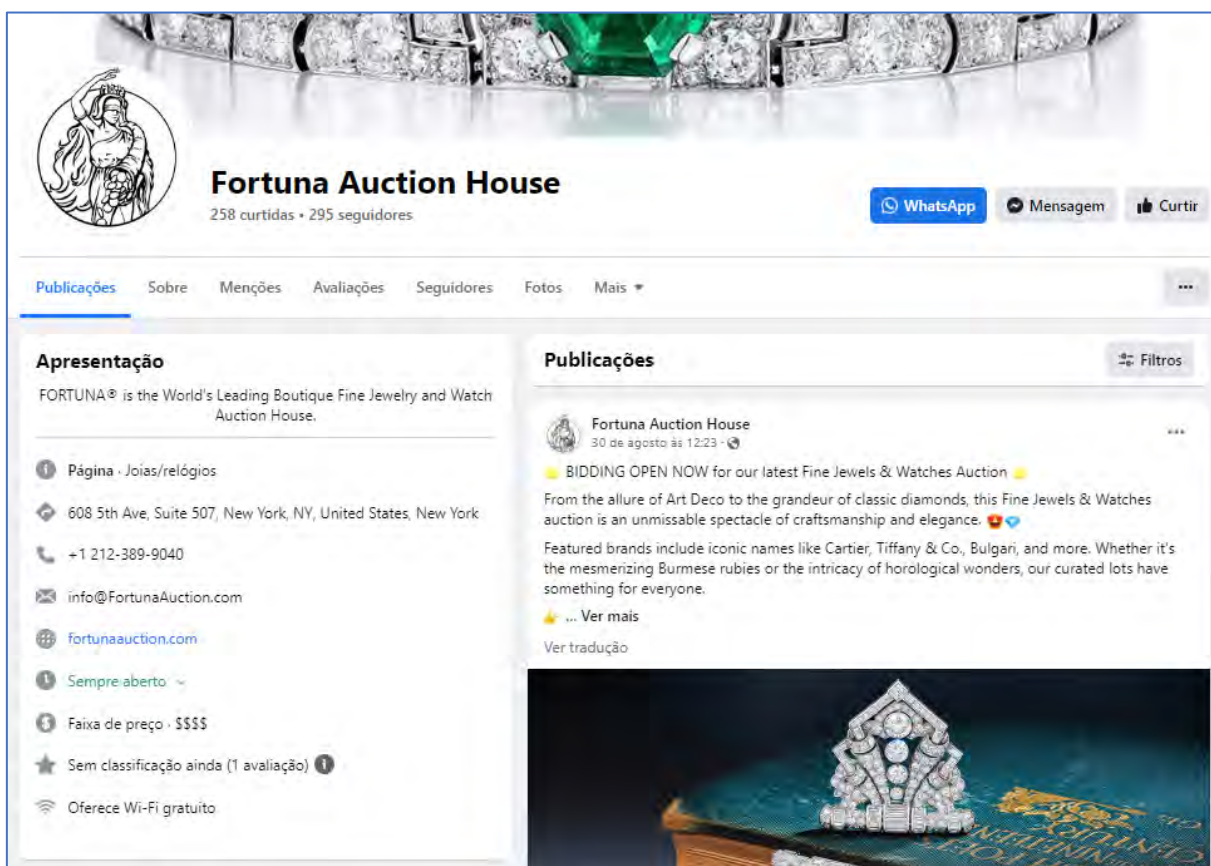 Fortuna Auction House
258 curtidas • 295 seguidores
WhatsApp
Mensagem
Curtir
Publicações
Sobre
Menções
Avaliações
Seguidores
Fotos
Mais
Apresentação
FORTUNA® is the World's Leading Boutique Fine Jewelry and Watch
Auction House.
Página · Joias/relógios
608 5th Ave, Suite 507, New York, NY, United States, New York
+1 212-389-9040
info@FortunaAuction.com
fortunaauction.com
Sempre aberto
Faixa de preço · $$$$
Sem classificação ainda (1 avaliação)
Oferece Wi-Fi gratuito
Publicações
Filtros
Fortuna Auction House
30 de agosto às 12:23 ·
BIDDING OPEN NOW for our latest Fine Jewels & Watches Auction
From the allure of Art Deco to the grandeur of classic diamonds, this Fine Jewels & Watches
auction is an unmissable spectacle of craftsmanship and elegance.
Featured brands include iconic names like Cartier, Tiffany & Co., Bulgari, and more. Whether it's
the mesmerizing Burmese rubies or the intricacy of horological wonders, our curated lots have
something for everyone.
... Ver mais
Ver tradução
CENTURY